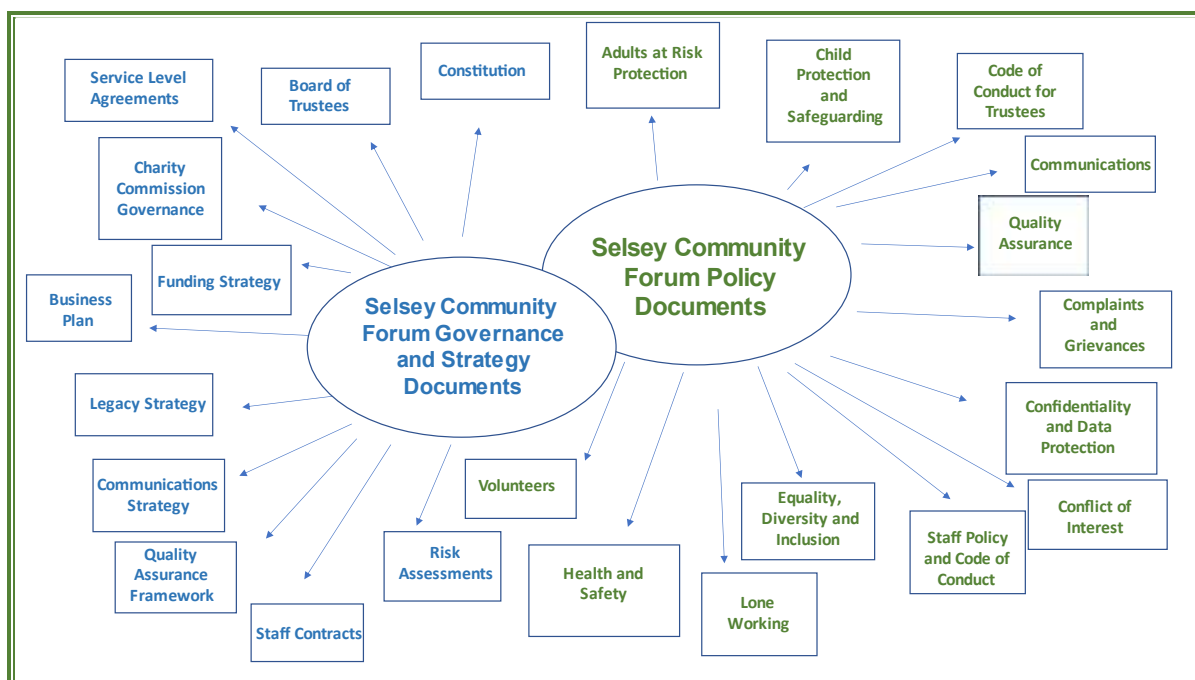 Service Level
Agreements
Board of
Trustees
Constitution
Adults at Risk
Protection
Child
Protection
and
Safeguarding
Code of
Conduct for
Trustees
Communications
Charity
Commission
Governance
Quality
Assurance
Funding Strategy
Business
Plan
Selsey Community
Forum Policy
Documents
Selsey Community
Forum Governance
and Strategy
Documents
Complaints
and
Grievances
Legacy Strategy
Confidentiality
and Data
Protection
Communications
Strategy
Volunteers
Equality,
Diversity and
Inclusion
Conflict of
Interest
Staff Policy
and Code of
Conduct
Quality
Assurance
Framework
Risk
Assessments
Health and
Safety
Lone
Working
Staff Contracts